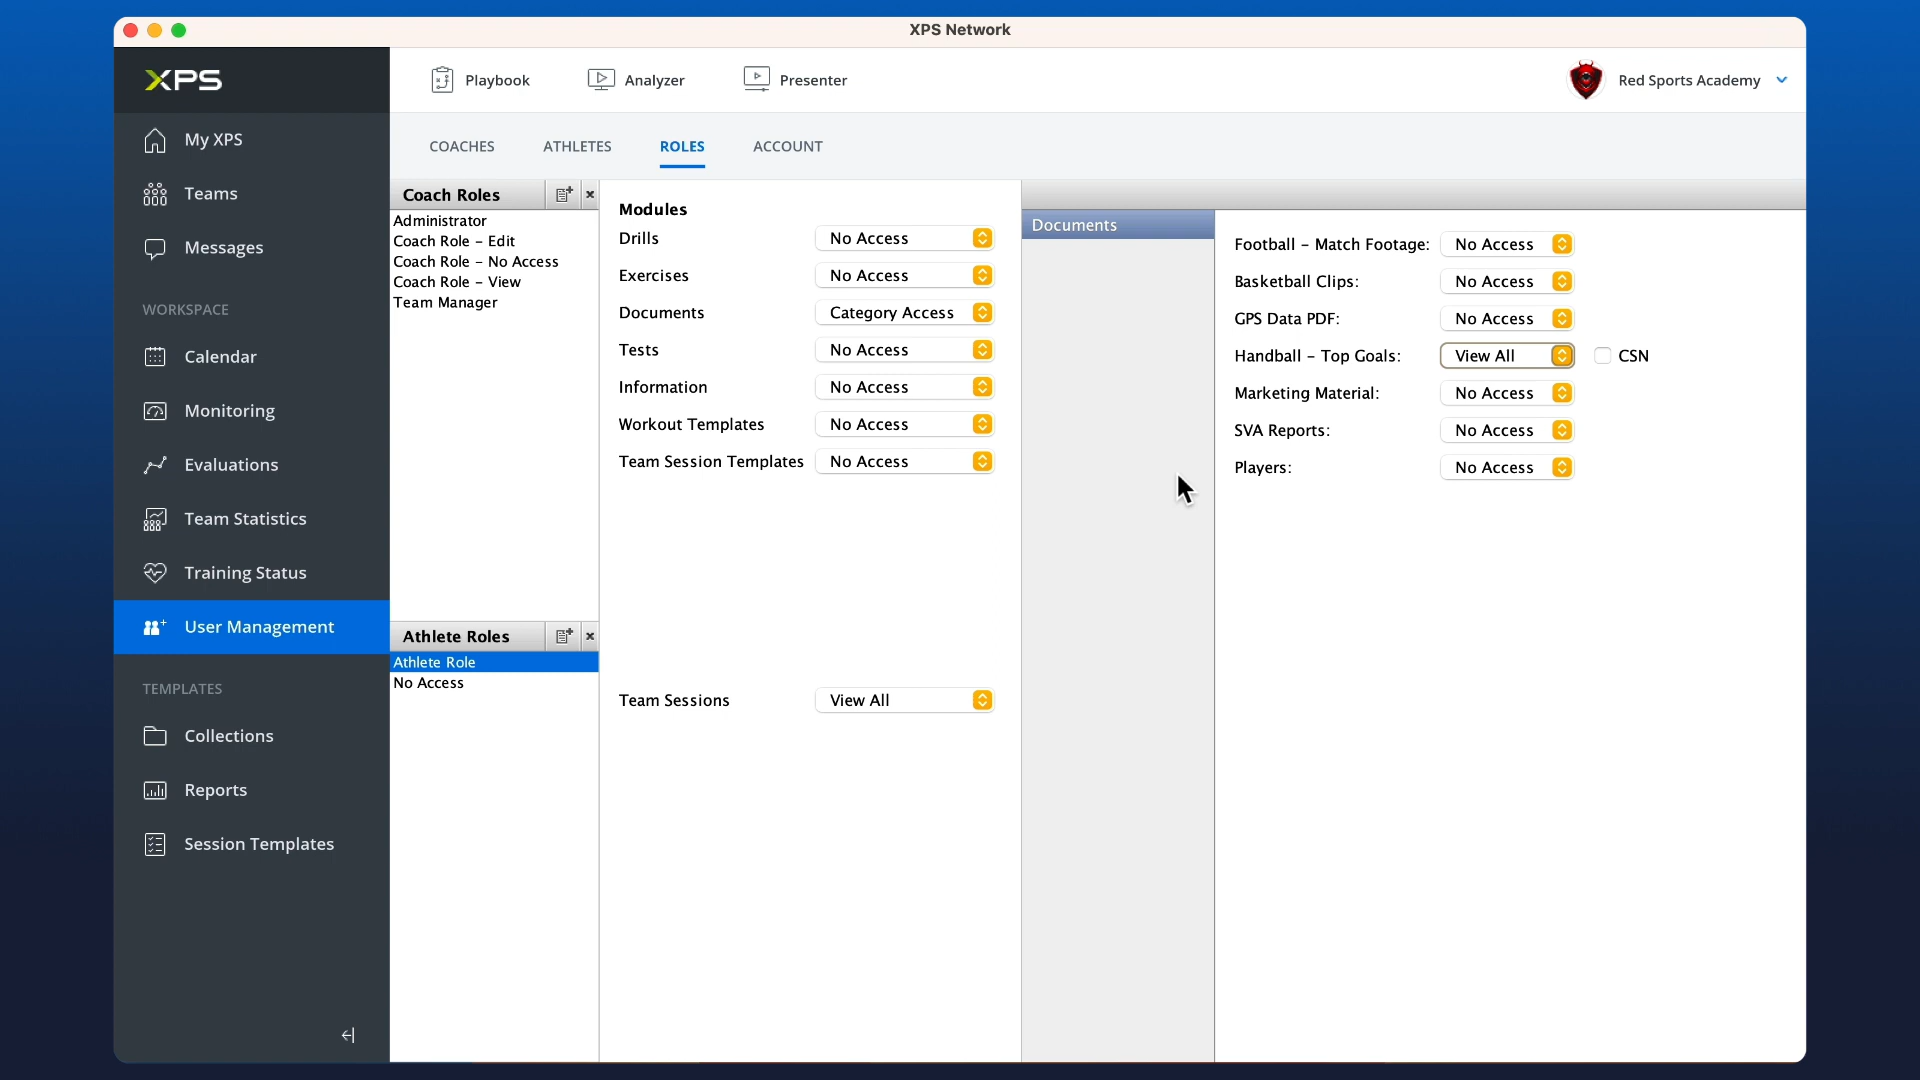 XPS Network
XPS
Playbook
Analyzer
Presenter
Red Sports Academy
My XPS
Teams
Messages
WORKSPACE
Calendar
Monitoring
Evaluations
Team Statistics
Training Status
User Management
TEMPLATES
Collections
Reports
Session Templates
COACHES
ATHLETES
ROLES
ACCOUNT
Coach Roles
Administrator
Coach Role - Edit
Coach Role - No Access
Coach Role - View
Team Manager
Athlete Roles
Athlete Role
No Access
Modules
Drills No Access
Exercises No Access
Documents Category Access
Tests No Access
Information No Access
Workout Templates No Access
Team Session Templates No Access
Team Sessions View All
Documents
Football - Match Footage: No Access
Basketball Clips: No Access
GPS Data PDF: No Access
Handball - Top Goals: View All CSN
Marketing Material: No Access
SVA Reports: No Access
Players: No Access